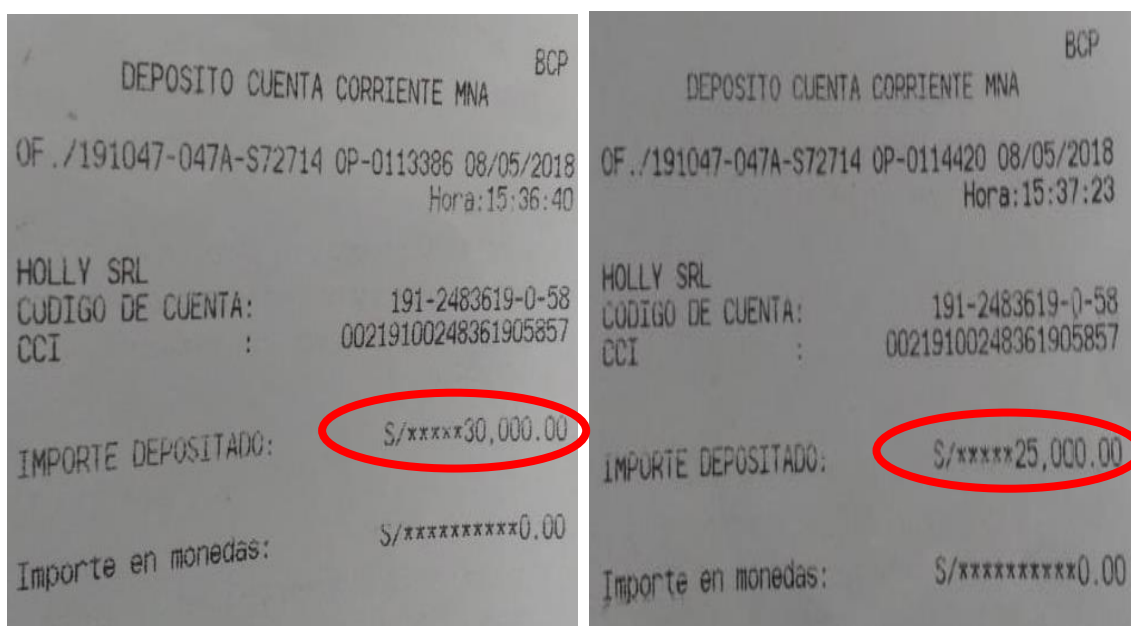 BCP
DEPOSITO CUENTA CORRIENTE MNA
OF./191047-047A-S72714 OP-0113386 08/05/2018
Hora:15:36:40
HOLLY SRL
CODIGO DE CUENTA: 191-2483619-0-58
CCI : 00219100248361905857
IMPORTE DEPOSITADO: S/*****30,000.00
Importe en monedas: S/**********0.00
BCP
DEPOSITO CUENTA CORRIENTE MNA
OF./191047-047A-S72714 OP-0114420 08/05/2018
Hora:15:37:23
HOLLY SRL
CODIGO DE CUENTA: 191-2483619-0-58
CCI : 00219100248361905857
IMPORTE DEPOSITADO: S/*****25,000.00
Importe en monedas: S/**********0.00